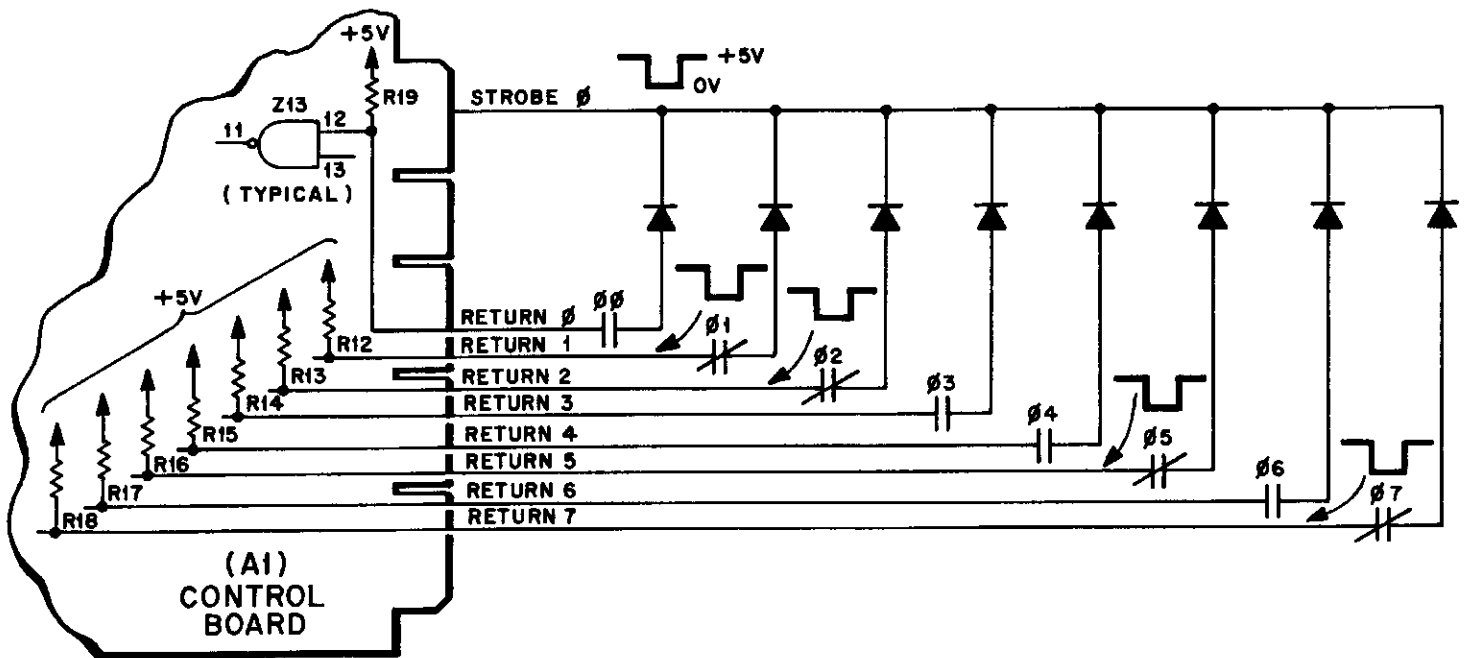 +5V
R19
Z13
11
12
13
(TYPICAL)
+5V
0V
STROBE Ø
+5V
R12
R13
R14
R15
R16
R17
R18
RETURN Ø
RETURN 1
RETURN 2
RETURN 3
RETURN 4
RETURN 5
RETURN 6
RETURN 7
ØØ
Ø1
Ø2
Ø3
Ø4
Ø5
Ø6
Ø7
(A1)
CONTROL
BOARD